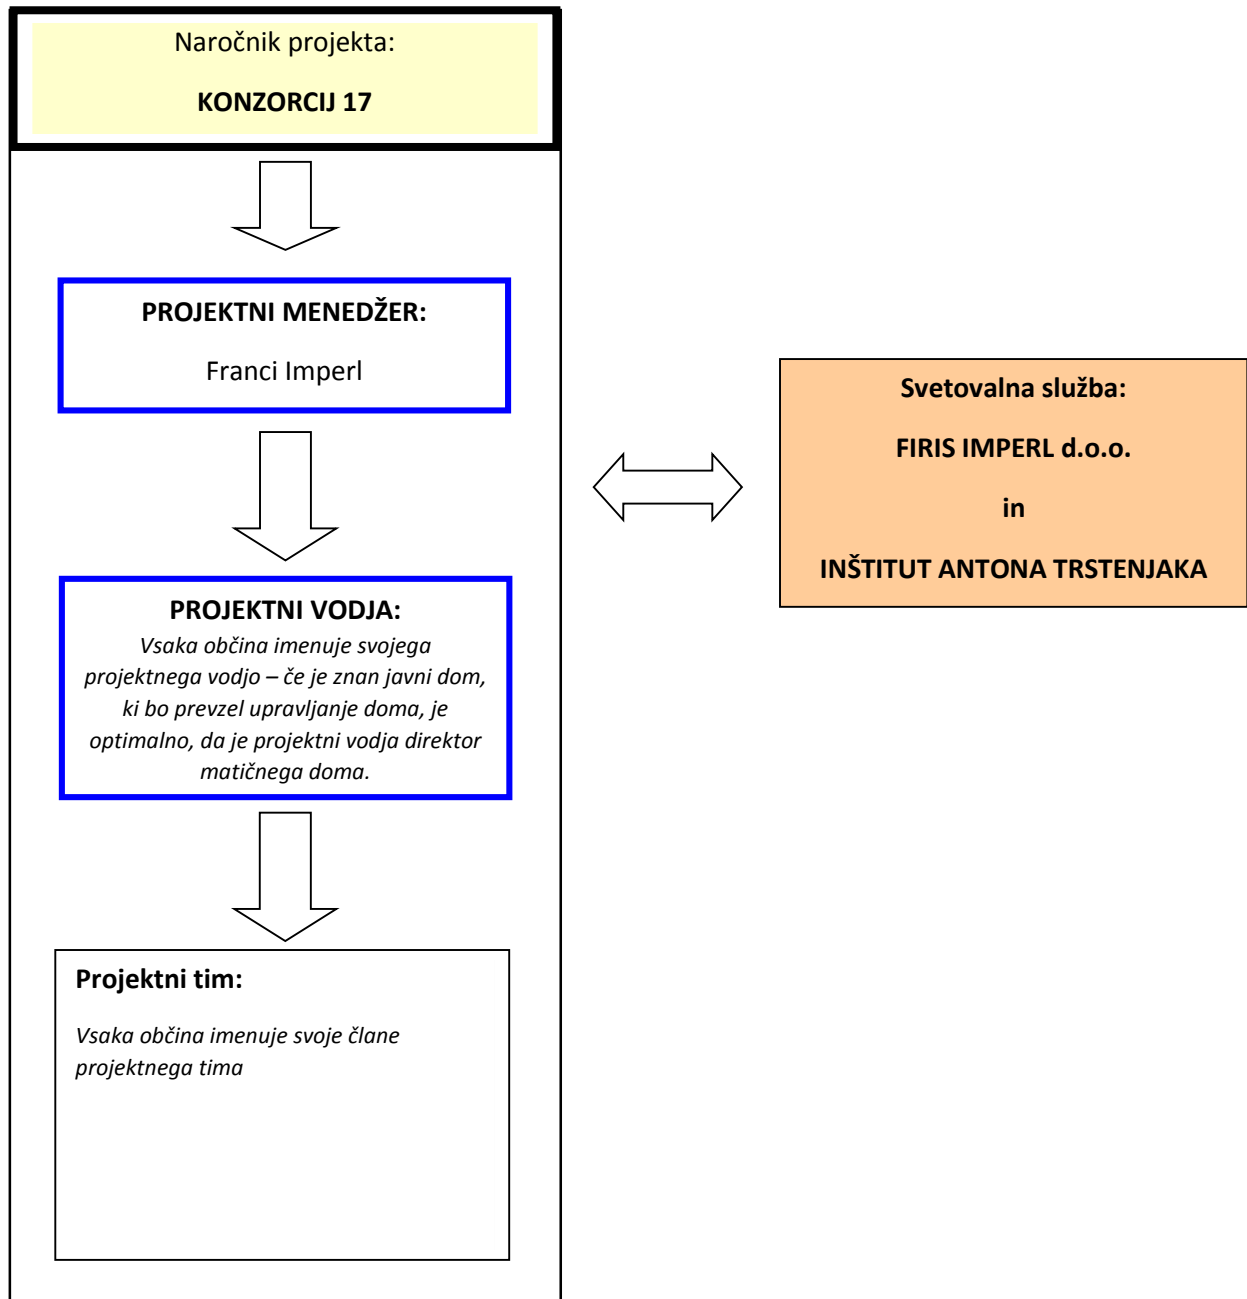 Naročnik projekta:
KONZORCIJ 17
PROJEKTNI MENEDŽER:
Franci Imperl
PROJEKTNI VODJA:
Vsaka občina imenuje svojega
projektnega vodjo – če je znan javni dom,
ki bo prevzel upravljanje doma, je
optimalno, da je projektni vodja direktor
matičnega doma.
Projektni tim:
Vsaka občina imenuje svoje člane
projektnega tima
Svetovalna služba:
FIRIS IMPERL d.o.o.
in
INŠTITUT ANTONA TRSTENJAKA